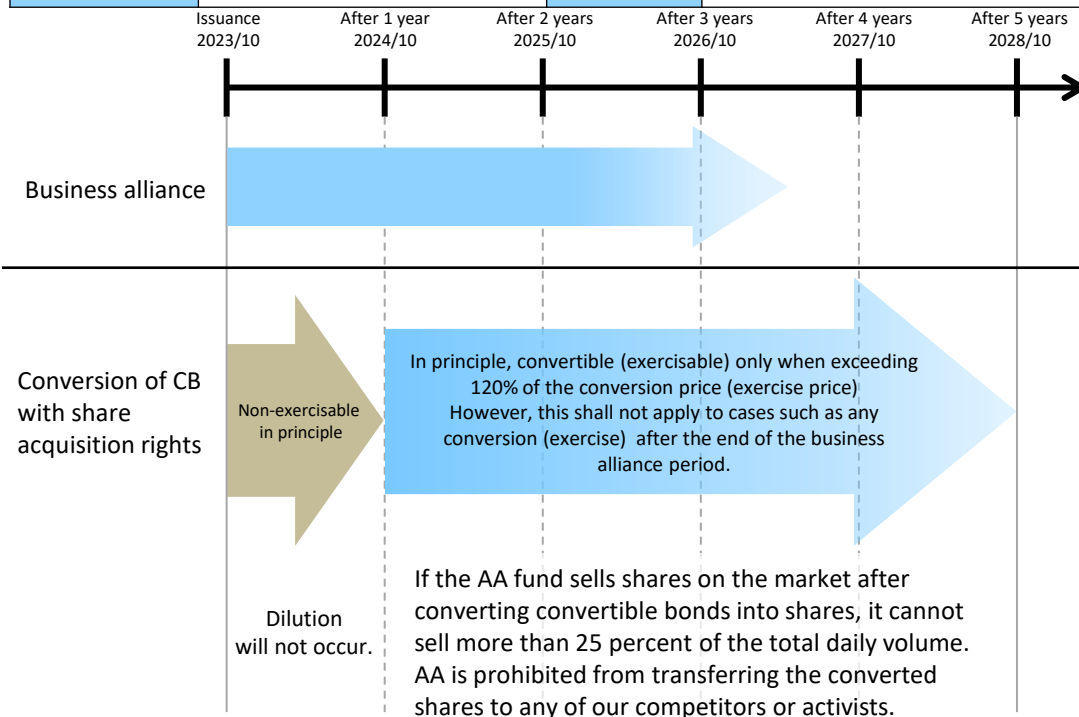 Issuance
2023/10
After 1 year
2024/10
After 2 years
2025/10
After 3 years
2026/10
After 4 years
2027/10
After 5 years
2028/10
Business alliance
Conversion of CB
with share
acquisition rights
Non-exercisable
in principle
In principle, convertible (exercisable) only when exceeding
120% of the conversion price (exercise price)
However, this shall not apply to cases such as any
conversion (exercise) after the end of the business
alliance period.
Dilution
will not occur.
If the AA fund sells shares on the market after
converting convertible bonds into shares, it cannot
sell more than 25 percent of the total daily volume.
AA is prohibited from transferring the converted
shares to any of our competitors or activists.